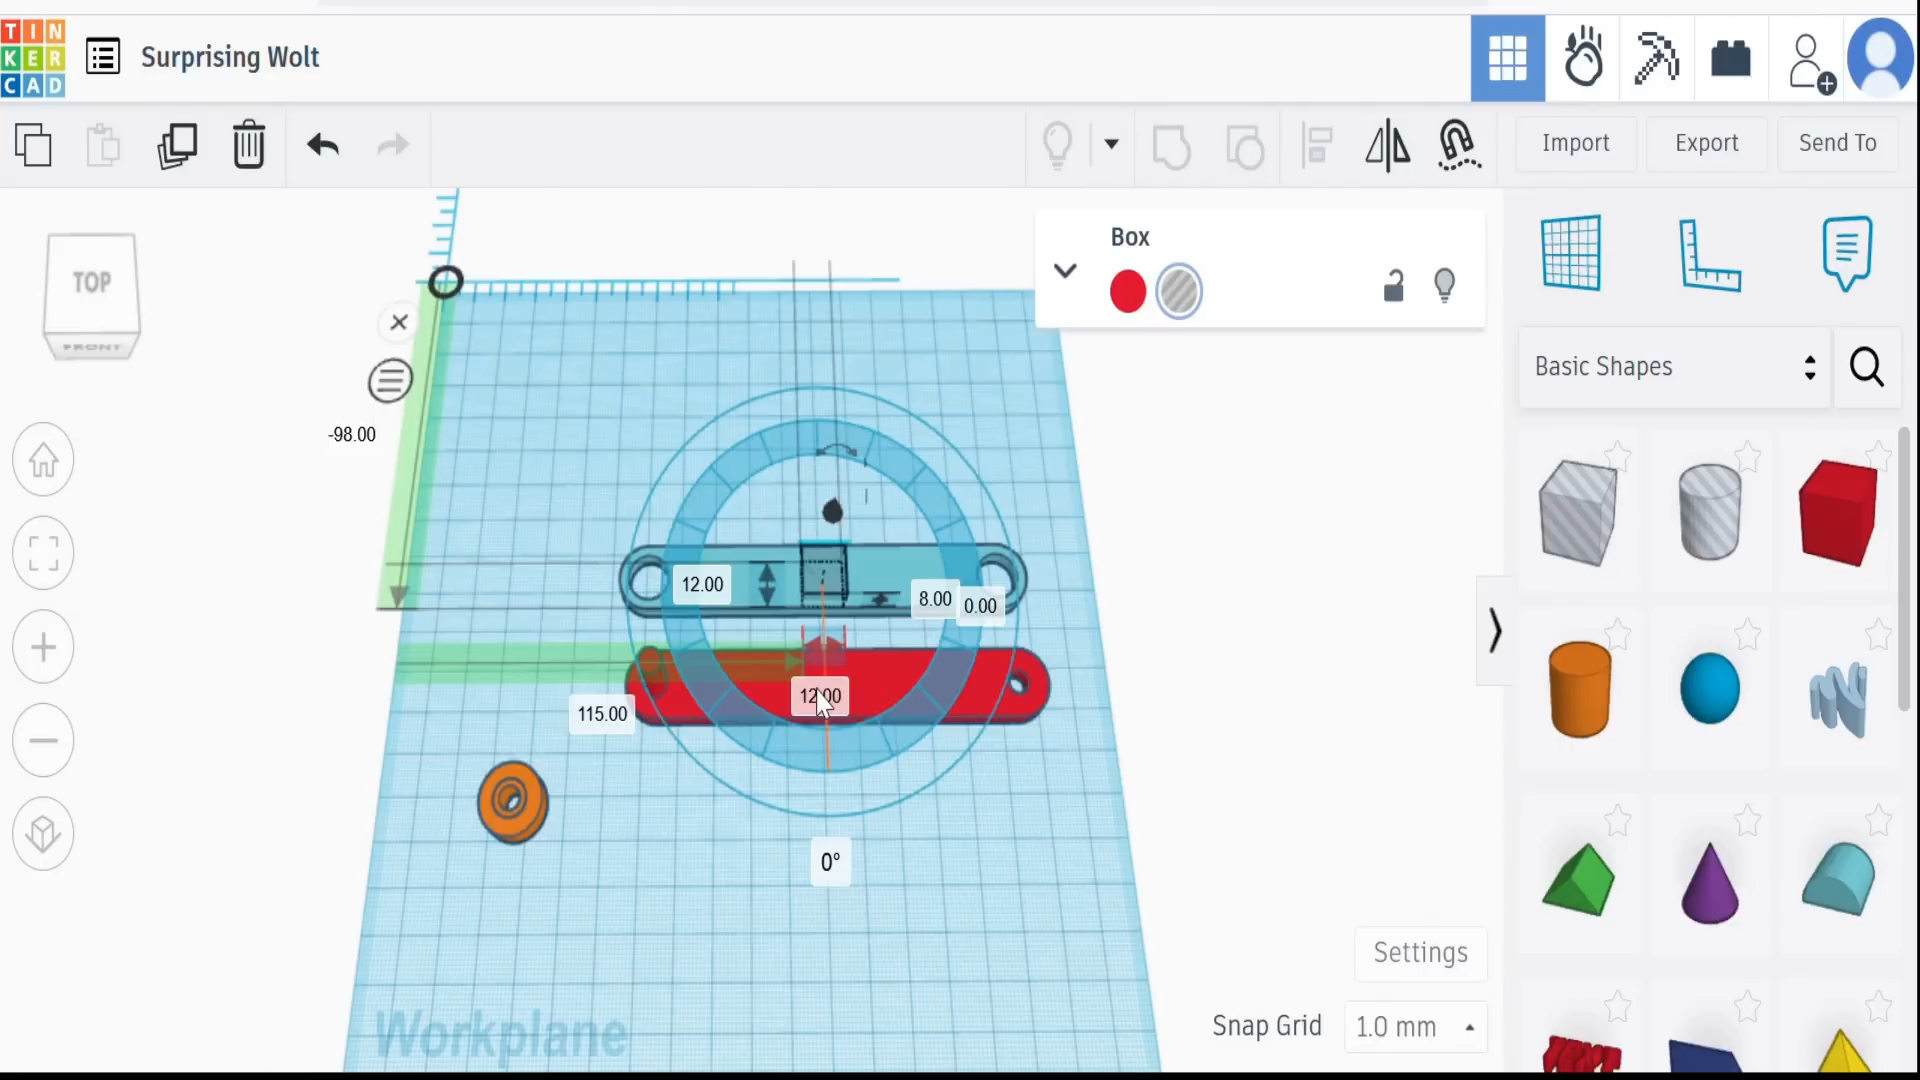 TIN
KER
CAD
Surprising Wolt
Import
Export
Send To
TOP
FRONT
Box
Basic Shapes
-98.00
12.00
8.00
0.00
12.00
115.00
0°
Settings
Workplane
Snap Grid
1.0 mm